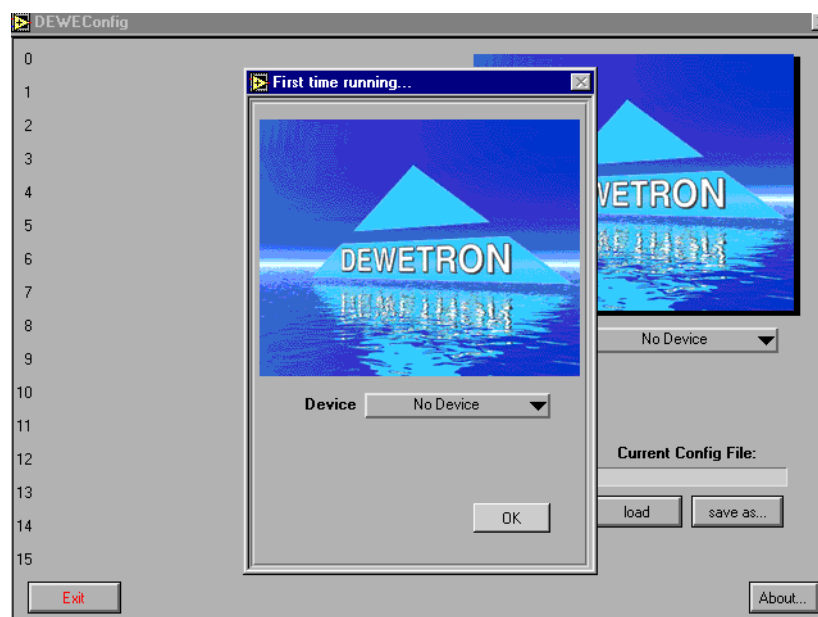 DEWEConfig
0
1
2
3
4
5
6
7
8
9
10
11
12
13
14
15
First time running...
DEWETRON
Device No Device
OK
WETRON
No Device
Current Config File:
load save as...
Exit
About...